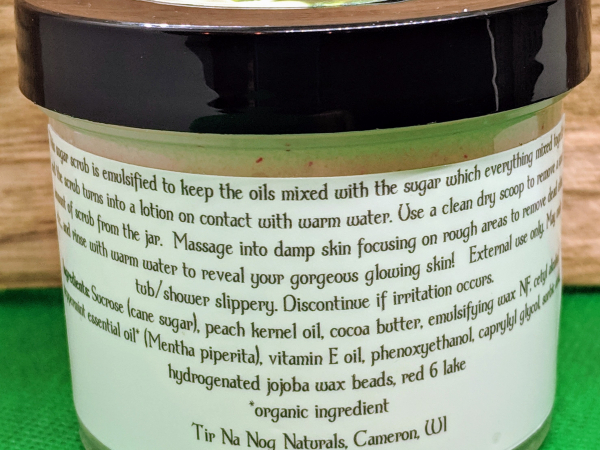 sugar scrub is emulsified to keep the oils mixed with the sugar which everything mixed
the scrub turns into a lotion on contact with warm water. Use a clean dry scoop to remove
of scrub from the jar. Massage into damp skin focusing on rough areas to remove dead
and rinse with warm water to reveal your gorgeous glowing skin! External use only. May
tub/shower slippery. Discontinue if irritation occurs.
Ingredients: Sucrose (cane sugar), peach kernel oil, cocoa butter, emulsifying wax NF, cetyl
essential oil* (Mentha piperita), vitamin E oil, phenoxyethanol, caprylyl glycol,
hydrogenated jojoba wax beads, red 6 lake
*organic ingredient
Tir Na Nog Naturals, Cameron, WI